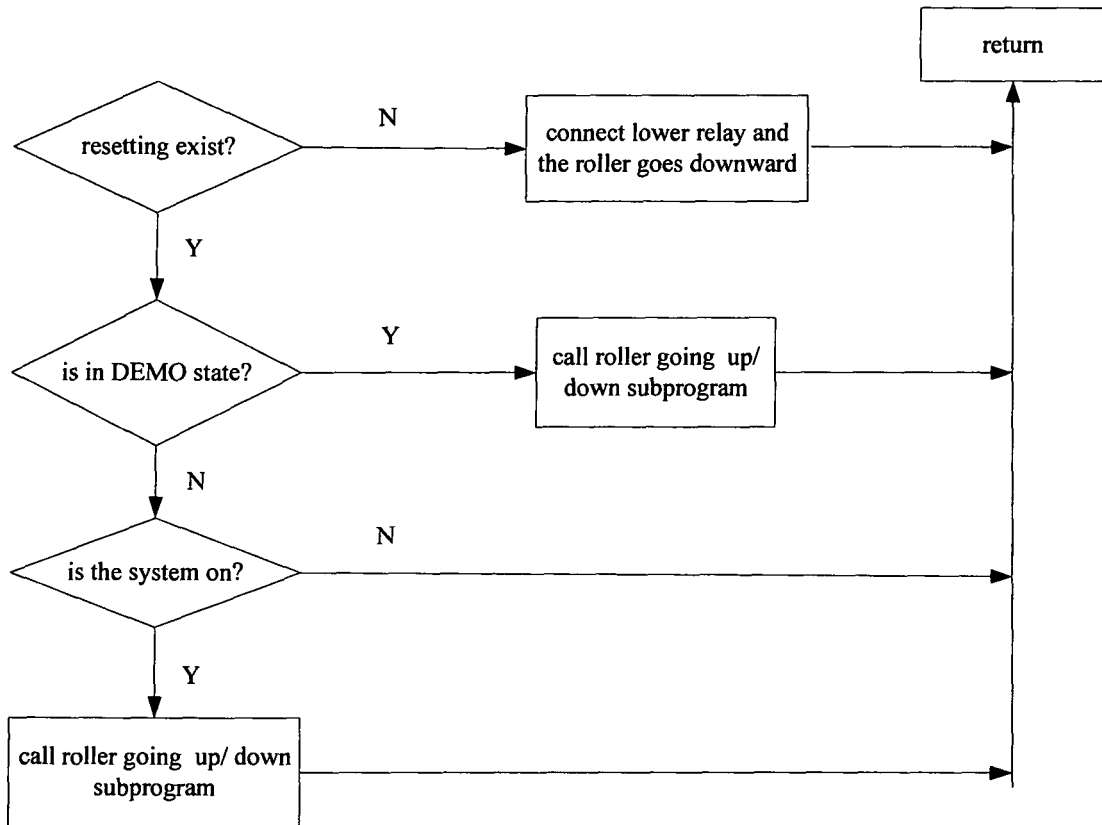 return
resetting exist?
N
connect lower relay and
the roller goes downward
Y
is in DEMO state?
Y
call roller going up/
down subprogram
N
is the system on?
N
Y
call roller going up/ down
subprogram